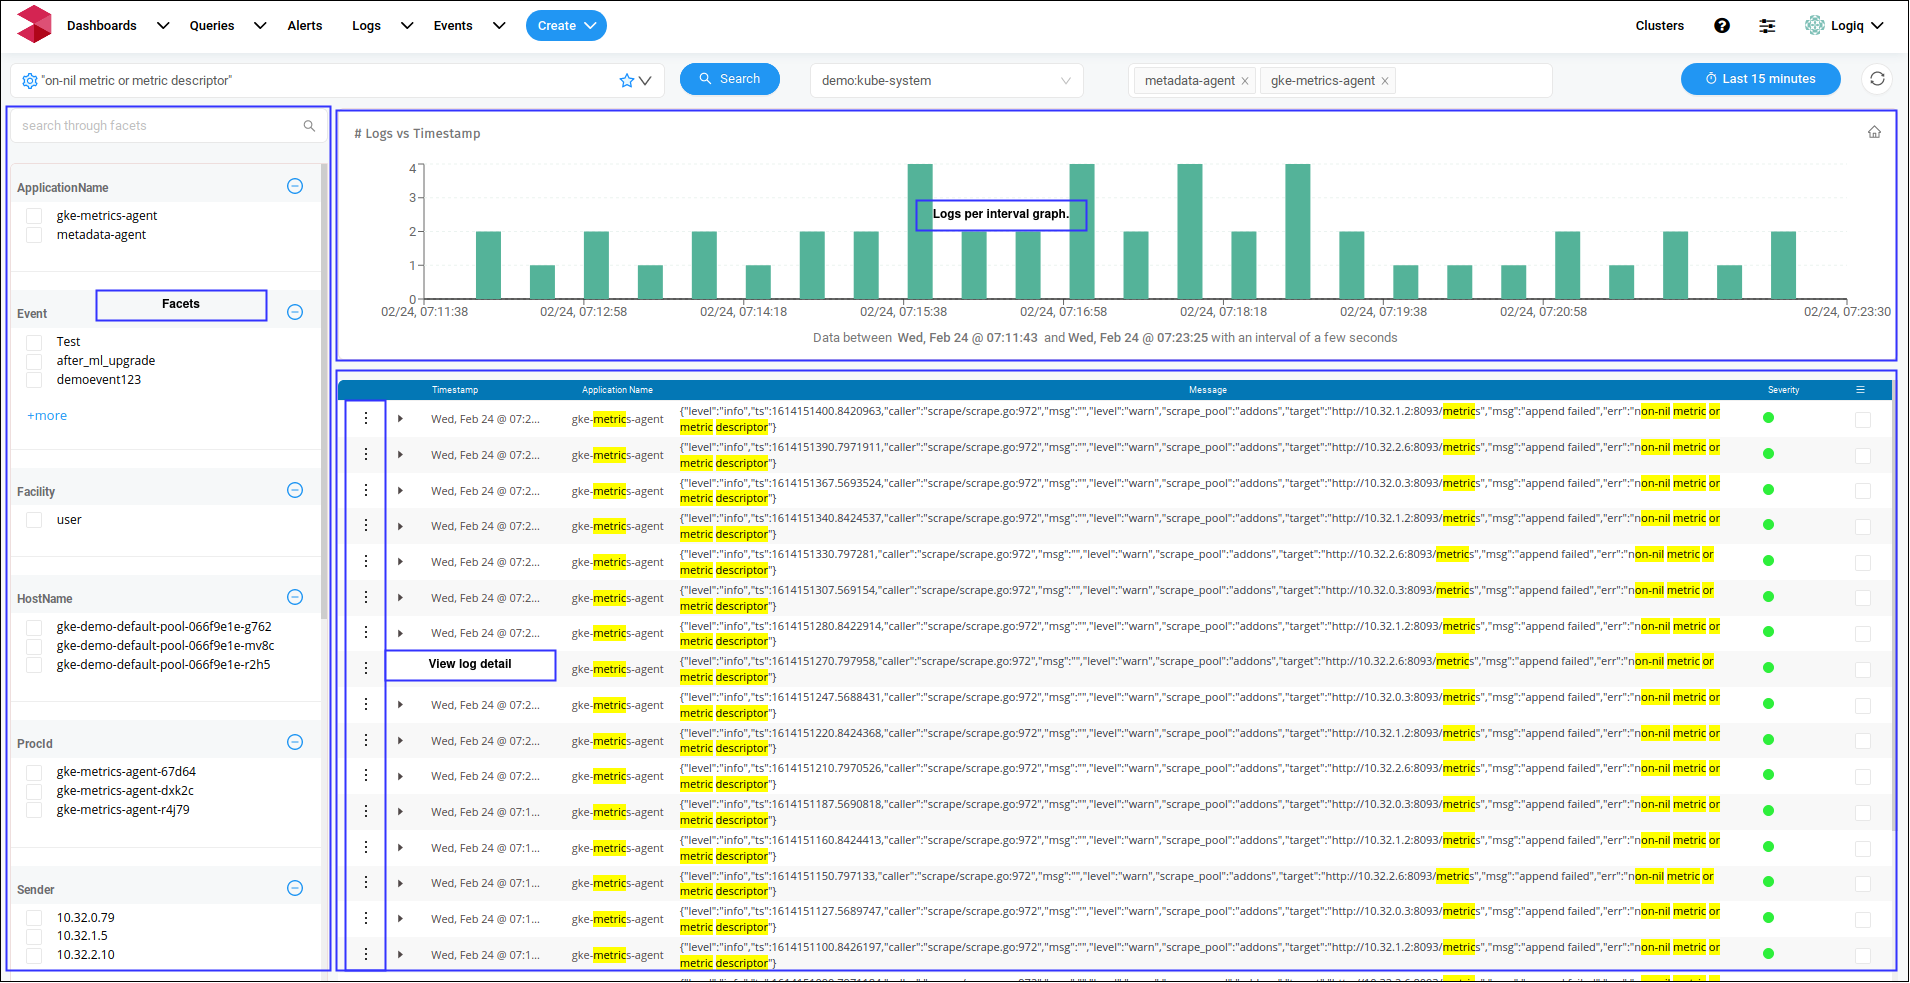 Dashboards Queries Alerts Logs Events Create Clusters Logiq
"on-nil metric or metric descriptor" Search demo:kube-system metadata-agent × gke-metrics-agent × Last 15 minutes
search through facets
ApplicationName
gke-metrics-agent
metadata-agent
Facets
Event
Test
after_ml_upgrade
demoevent123
+more
Facility
user
HostName
gke-demo-default-pool-066f9e1e-g762
gke-demo-default-pool-066f9e1e-mv8c
gke-demo-default-pool-066f9e1e-r2h5
ProcId
gke-metrics-agent-67d64
gke-metrics-agent-dxk2c
gke-metrics-agent-r4j79
Sender
10.32.0.79
10.32.1.5
10.32.2.10
# Logs vs Timestamp
4
3
2
1
0
Logs per interval graph.
02/24, 07:11:38 02/24, 07:12:58 02/24, 07:14:18 02/24, 07:15:38 02/24, 07:16:58 02/24, 07:18:18 02/24, 07:19:38 02/24, 07:20:58 02/24, 07:23:30
Data between Wed, Feb 24 @ 07:11:43 and Wed, Feb 24 @ 07:23:25 with an interval of a few seconds
Timestamp Application Name Message Severity
Wed, Feb 24 @ 07:2... gke-metrics-agent {"level":"info","ts":1614151400.8420963,"caller":"scrape/scrape.go:972","msg":"","level":"warn","scrape_pool":"addons","target":"http://10.32.1.2:8093/metrics","msg":"append failed","err":"non-nil metric or
metric descriptor"}
Wed, Feb 24 @ 07:2... gke-metrics-agent {"level":"info","ts":1614151390.7971911,"caller":"scrape/scrape.go:972","msg":"","level":"warn","scrape_pool":"addons","target":"http://10.32.2.6:8093/metrics","msg":"append failed","err":"non-nil metric or
metric descriptor"}
Wed, Feb 24 @ 07:2... gke-metrics-agent {"level":"info","ts":1614151367.5693524,"caller":"scrape/scrape.go:972","msg":"","level":"warn","scrape_pool":"addons","target":"http://10.32.0.3:8093/metrics","msg":"append failed","err":"non-nil metric or
metric descriptor"}
Wed, Feb 24 @ 07:2... gke-metrics-agent {"level":"info","ts":1614151340.8424537,"caller":"scrape/scrape.go:972","msg":"","level":"warn","scrape_pool":"addons","target":"http://10.32.1.2:8093/metrics","msg":"append failed","err":"non-nil metric or
metric descriptor"}
Wed, Feb 24 @ 07:2... gke-metrics-agent {"level":"info","ts":1614151330.797281,"caller":"scrape/scrape.go:972","msg":"","level":"warn","scrape_pool":"addons","target":"http://10.32.2.6:8093/metrics","msg":"append failed","err":"non-nil metric or
metric descriptor"}
Wed, Feb 24 @ 07:2... gke-metrics-agent {"level":"info","ts":1614151307.569154,"caller":"scrape/scrape.go:972","msg":"","level":"warn","scrape_pool":"addons","target":"http://10.32.0.3:8093/metrics","msg":"append failed","err":"non-nil metric or
metric descriptor"}
Wed, Feb 24 @ 07:2... gke-metrics-agent {"level":"info","ts":1614151280.8422914,"caller":"scrape/scrape.go:972","msg":"","level":"warn","scrape_pool":"addons","target":"http://10.32.1.2:8093/metrics","msg":"append failed","err":"non-nil metric or
metric descriptor"}
View log detail gke-metrics-agent {"level":"info","ts":1614151270.797958,"caller":"scrape/scrape.go:972","msg":"","level":"warn","scrape_pool":"addons","target":"http://10.32.2.6:8093/metrics","msg":"append failed","err":"non-nil metric or
metric descriptor"}
Wed, Feb 24 @ 07:2... gke-metrics-agent {"level":"info","ts":1614151247.5688431,"caller":"scrape/scrape.go:972","msg":"","level":"warn","scrape_pool":"addons","target":"http://10.32.0.3:8093/metrics","msg":"append failed","err":"non-nil metric or
metric descriptor"}
Wed, Feb 24 @ 07:2... gke-metrics-agent {"level":"info","ts":1614151220.8424368,"caller":"scrape/scrape.go:972","msg":"","level":"warn","scrape_pool":"addons","target":"http://10.32.1.2:8093/metrics","msg":"append failed","err":"non-nil metric or
metric descriptor"}
Wed, Feb 24 @ 07:2... gke-metrics-agent {"level":"info","ts":1614151210.7970526,"caller":"scrape/scrape.go:972","msg":"","level":"warn","scrape_pool":"addons","target":"http://10.32.2.6:8093/metrics","msg":"append failed","err":"non-nil metric or
metric descriptor"}
Wed, Feb 24 @ 07:1... gke-metrics-agent {"level":"info","ts":1614151187.5690818,"caller":"scrape/scrape.go:972","msg":"","level":"warn","scrape_pool":"addons","target":"http://10.32.0.3:8093/metrics","msg":"append failed","err":"non-nil metric or
metric descriptor"}
Wed, Feb 24 @ 07:1... gke-metrics-agent {"level":"info","ts":1614151160.8424413,"caller":"scrape/scrape.go:972","msg":"","level":"warn","scrape_pool":"addons","target":"http://10.32.1.2:8093/metrics","msg":"append failed","err":"non-nil metric or
metric descriptor"}
Wed, Feb 24 @ 07:1... gke-metrics-agent {"level":"info","ts":1614151150.797133,"caller":"scrape/scrape.go:972","msg":"","level":"warn","scrape_pool":"addons","target":"http://10.32.2.6:8093/metrics","msg":"append failed","err":"non-nil metric or
metric descriptor"}
Wed, Feb 24 @ 07:1... gke-metrics-agent {"level":"info","ts":1614151127.5689747,"caller":"scrape/scrape.go:972","msg":"","level":"warn","scrape_pool":"addons","target":"http://10.32.0.3:8093/metrics","msg":"append failed","err":"non-nil metric or
metric descriptor"}
Wed, Feb 24 @ 07:1... gke-metrics-agent {"level":"info","ts":1614151100.8426197,"caller":"scrape/scrape.go:972","msg":"","level":"warn","scrape_pool":"addons","target":"http://10.32.1.2:8093/metrics","msg":"append failed","err":"non-nil metric or
metric descriptor"}